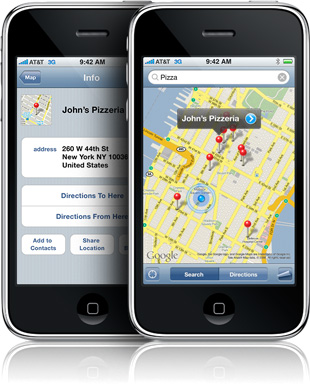 AT&T 3G 9:42 AM
Map Info
John's Pizzeria
address 260 W 44th St
New York NY 10036
United States
Directions To Here
Directions From Here
Add to
Contacts
Share
Location
AT&T 3G 9:42 AM
Pizza
John's Pizzeria
Google
Search Directions